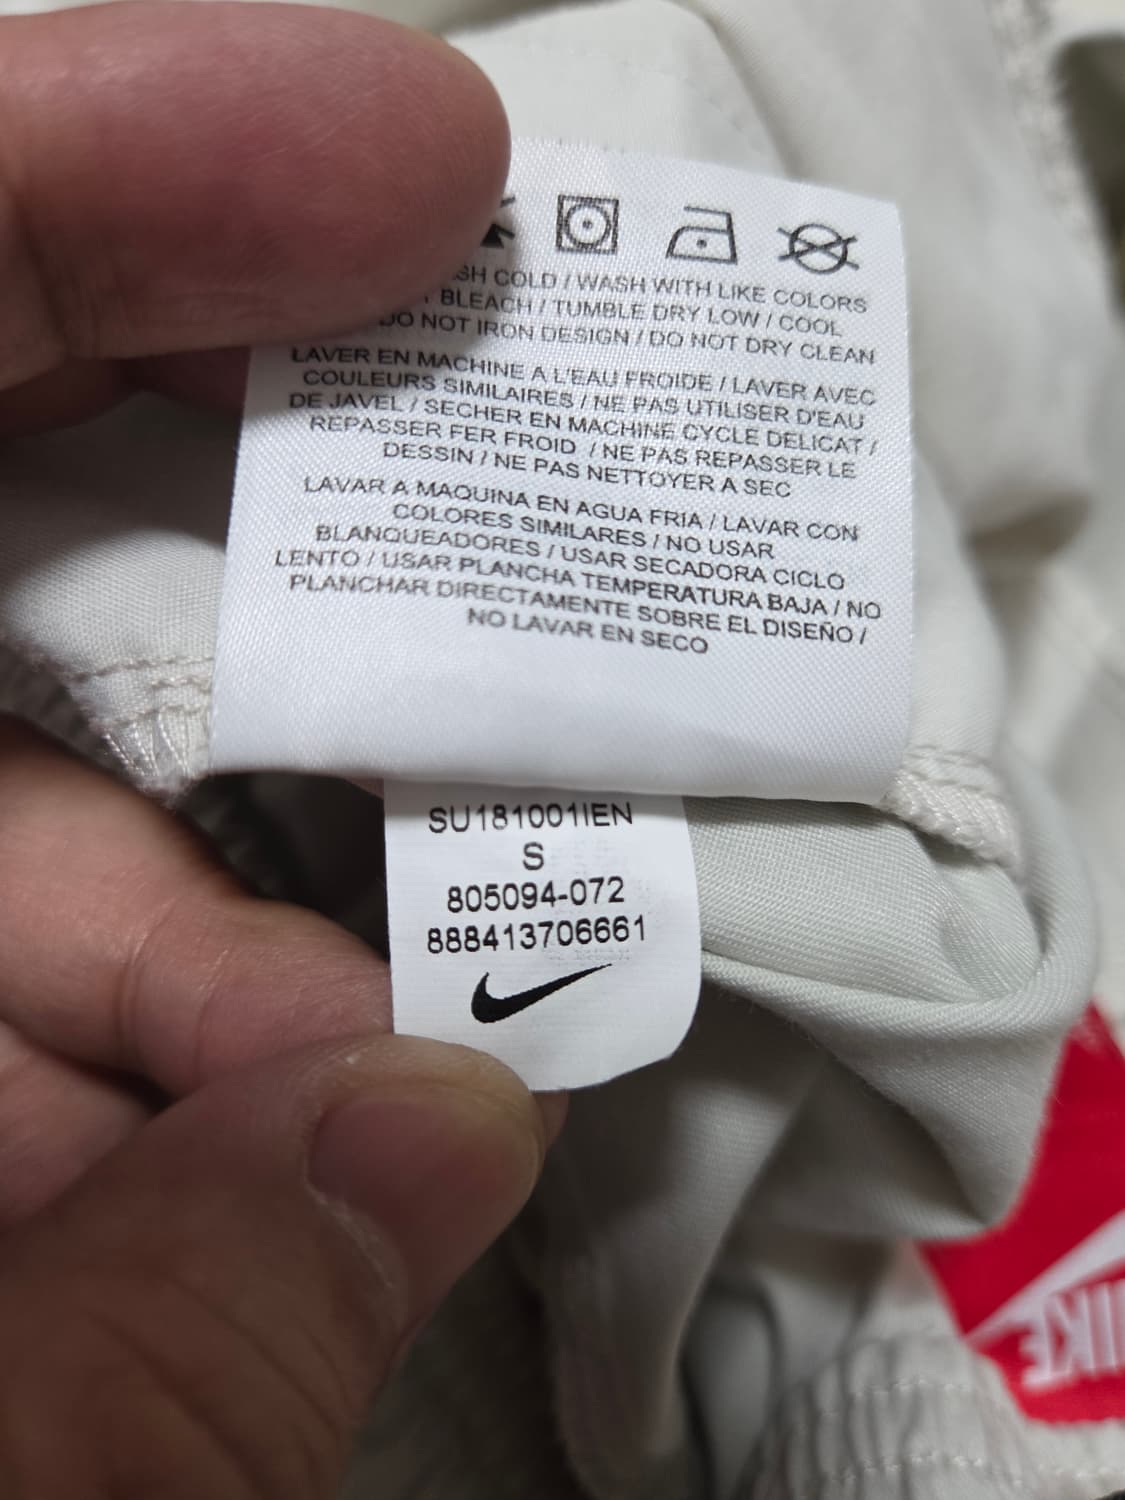 COLD / WASH WITH LIKE COLORS
BLEACH / TUMBLE DRY LOW / COOL
DO NOT IRON DESIGN / DO NOT DRY CLEAN
LAVER EN MACHINE A L'EAU FROIDE / LAVER AVEC
COULEURS SIMILAIRES / NE PAS UTILISER D'EAU
DE JAVEL / SECHER EN MACHINE CYCLE DELICAT /
REPASSER FER FROID / NE PAS REPASSER LE
DESSIN / NE PAS NETTOYER A SEC
LAVAR A MAQUINA EN AGUA FRIA / LAVAR CON
COLORES SIMILARES / NO USAR
BLANQUEADORES / USAR SECADORA CICLO
LENTO / USAR PLANCHA TEMPERATURA BAJA / NO
PLANCHAR DIRECTAMENTE SOBRE EL DISEÑO /
NO LAVAR EN SECO
SU181001IEN
S
805094-072
888413706661